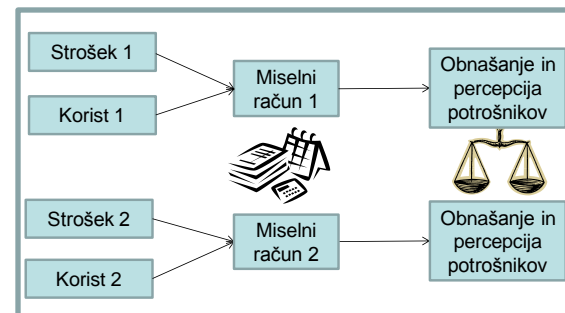 Strošek 1
Korist 1
Miselni
račun 1
Obnašanje in
percepcija
potrošnikov
Strošek 2
Korist 2
Miselni
račun 2
Obnašanje in
percepcija
potrošnikov